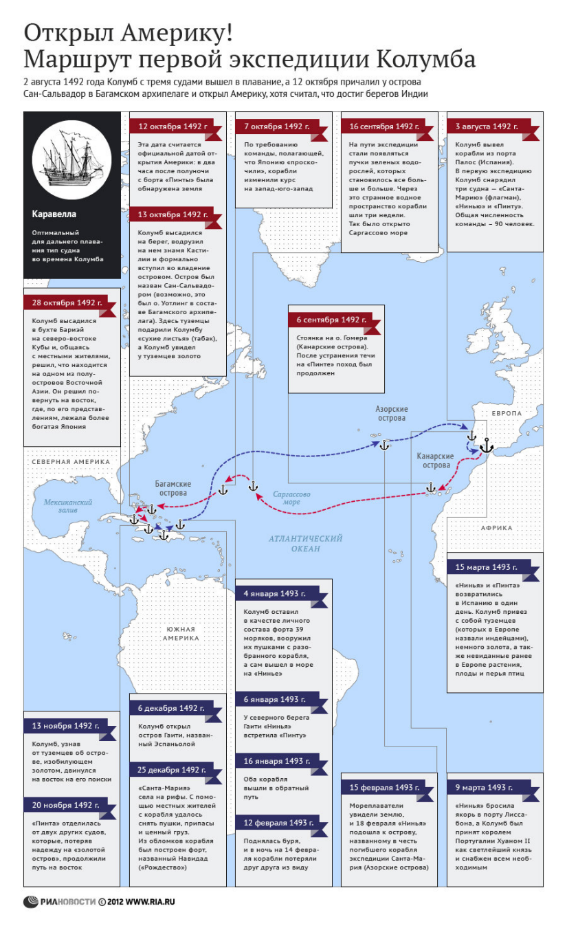 Открыл Америку!
Маршрут первой экспедиции Колумба
2 августа 1492 года Колумб с тремя судами вышел в плавание, а 12 октября причалил у острова
Сан-Сальвадор в Багамском архипелаге и открыл Америку, хотя считал, что достиг берегов Индии
Каравелла
Оптимальный
для дальнего плава-
ния тип судна
во времена Колумба
12 октября 1492 г
Эта дата считается
официальной датой от-
крытия Америки: в два
часа после полуночи
с борта «Пинты» была
обнаружена земля
7 октября 1492 г.
По требованию
команды, полагающей,
что Японию «проско-
чили», корабли
изменили курс
на запад-юго-запад
16 сентября 1492 г.
На пути экспедиции
стали появляться
пучки зеленых водо-
рослей, которых
становилось все боль-
ше и больше. Через
это странное водное
пространство корабли
шли три недели.
Так было открыто
Саргассово море
3 августа 1492 г.
Колумб вывел
корабли из порта
Палос (Испания).
В первую экспедицию
Колумб снарядил
три судна — «Санта-
Марию» (флагман),
«Нинью» и «Пинту».
Общая численность
команды – 90 человек.
13 октября 1492 г.
Колумб высадился
на берег, водрузил
на нем знамя Касти-
лии и формально
вступил во владение
островом. Остров был
назван Сан-Сальвадо-
ром (возможно, это
был о. Уотлинг в соста-
ве Багамского архипе-
лага). Здесь туземцы
подарили Колумбу
«сухие листья» (табак),
а Колумб увидел
у туземцев золото
28 октября 1492 г.
Колумб высадился
в бухте Бариэй
на северо-востоке
Кубы и, общаясь
с местными жителями,
решил, что находится
на одном из полу-
островов Восточной
Азии. Он решил по-
вернуть на восток,
где, по его представ-
лениям, лежала более
богатая Япония
6 сентября 1492 г.
Стоянка на о. Гомера
(Канарские острова).
После устранения течи
на «Пинте» поход был
продолжен
Азорские
острова
ЕВРОПА
Канарские
острова
СЕВЕРНАЯ АМЕРИКА
Багамские
острова
Мексиканский
залив
Саргассово
море
АФРИКА
АТЛАНТИЧЕСКИЙ
ОКЕАН
ЮЖНАЯ
АМЕРИКА
15 марта 1493 г.
«Нинья» и «Пинта»
возвратились
в Испанию в один
день. Колумб привез
с собой туземцев
(которых в Европе
назвали индейцами),
немного золота, а так-
же невиданные ранее
в Европе растения,
плоды и перья птиц
4 января 1493 г.
Колумб оставил
в качестве личного
состава форта 39
моряков, вооружил
их пушками с разо-
бранного корабля,
а сам вышел в море
на «Нинье»
6 января 1493 г.
У северного берега
Гаити «Нинья»
встретила «Пинту»
16 января 1493 г.
Оба корабля
вышли в обратный
путь
12 февраля 1493 г.
Поднялась буря,
и в ночь на 14 февра-
ля корабли потеряли
друг друга из виду
6 декабря 1492 г.
Колумб открыл
остров Гаити, назван-
ный Эспаньолой
25 декабря 1492 г.
«Санта-Мария»
села на рифы. С помо-
щью местных жителей
с корабля удалось
снять пушки, припасы
и ценный груз.
Из обломков корабля
был построен форт,
названный Навидад
(«Рождество»)
13 ноября 1492 г.
Колумб, узнав
от туземцев об остро-
ве, изобилующем
золотом, двинулся
на восток на его поиски
20 ноября 1492 г.
«Пинта» отделилась
от двух других судов,
которые, потеряв
надежду на «золотой
остров», продолжили
путь на восток
15 февраля 1493 г.
Мореплаватели
увидели землю,
и 18 февраля «Нинья»
подошла к острову,
названному в честь
погибшего корабля
экспедиции Санта-Ма-
рия (Азорские острова)
9 марта 1493 г.
«Нинья» бросила
якорь в порту Лисса-
бона, а Колумб был
принят королем
Португалии Хуаном II
как светлейший князь
и снабжен всем необ-
ходимым
РИАНОВОСТИ © 2012 WWW.RIA.RU